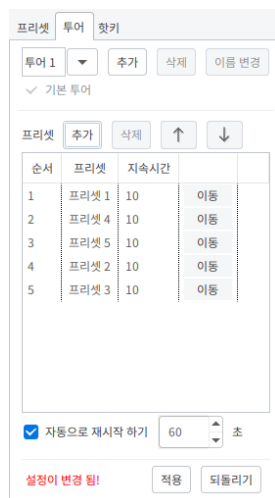 프리셋 투어 핫키
투어 1 추가 삭제 이름 변경
기본 투어
프리셋 추가 삭제
순서 프리셋 지속시간
1 프리셋 1 10 이동
2 프리셋 4 10 이동
3 프리셋 5 10 이동
4 프리셋 2 10 이동
5 프리셋 3 10 이동
자동으로 재시작 하기 60 초
설정이 변경 됨! 적용 되돌리기